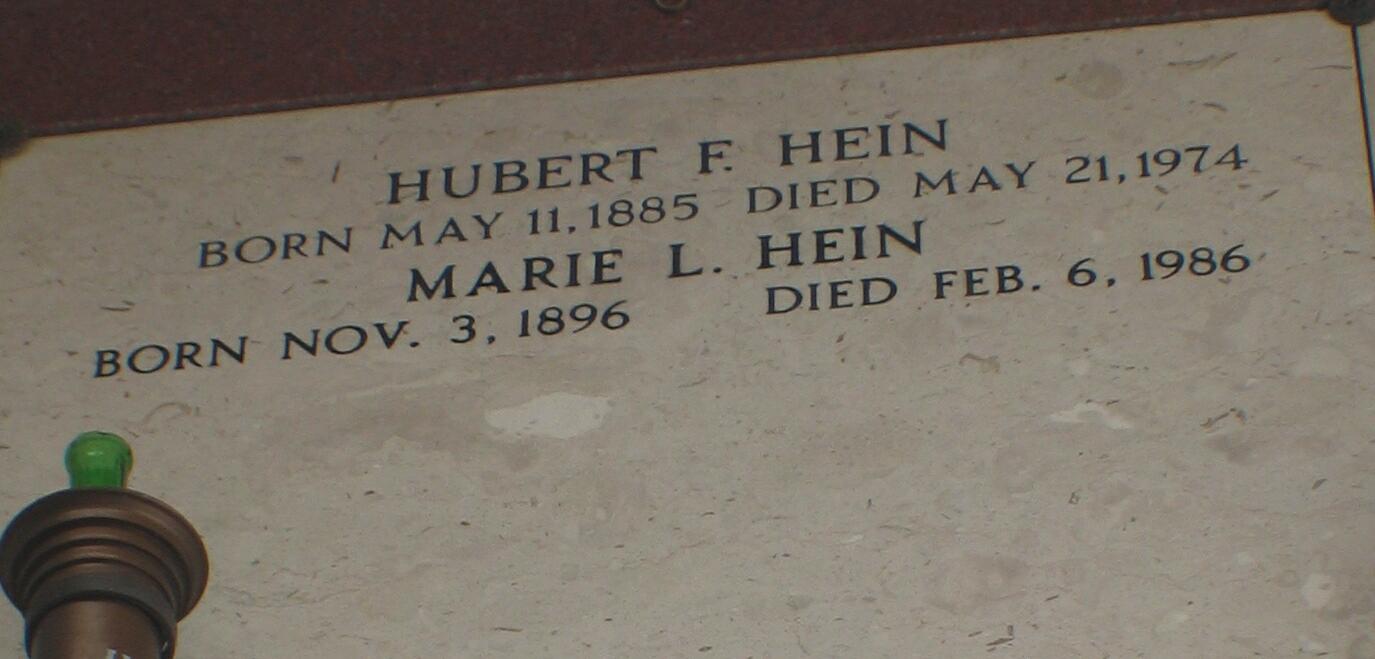 HUBERT F. HEIN
BORN MAY 11, 1885 DIED MAY 21, 1974
MARIE L. HEIN
BORN NOV. 3, 1896 DIED FEB. 6, 1986